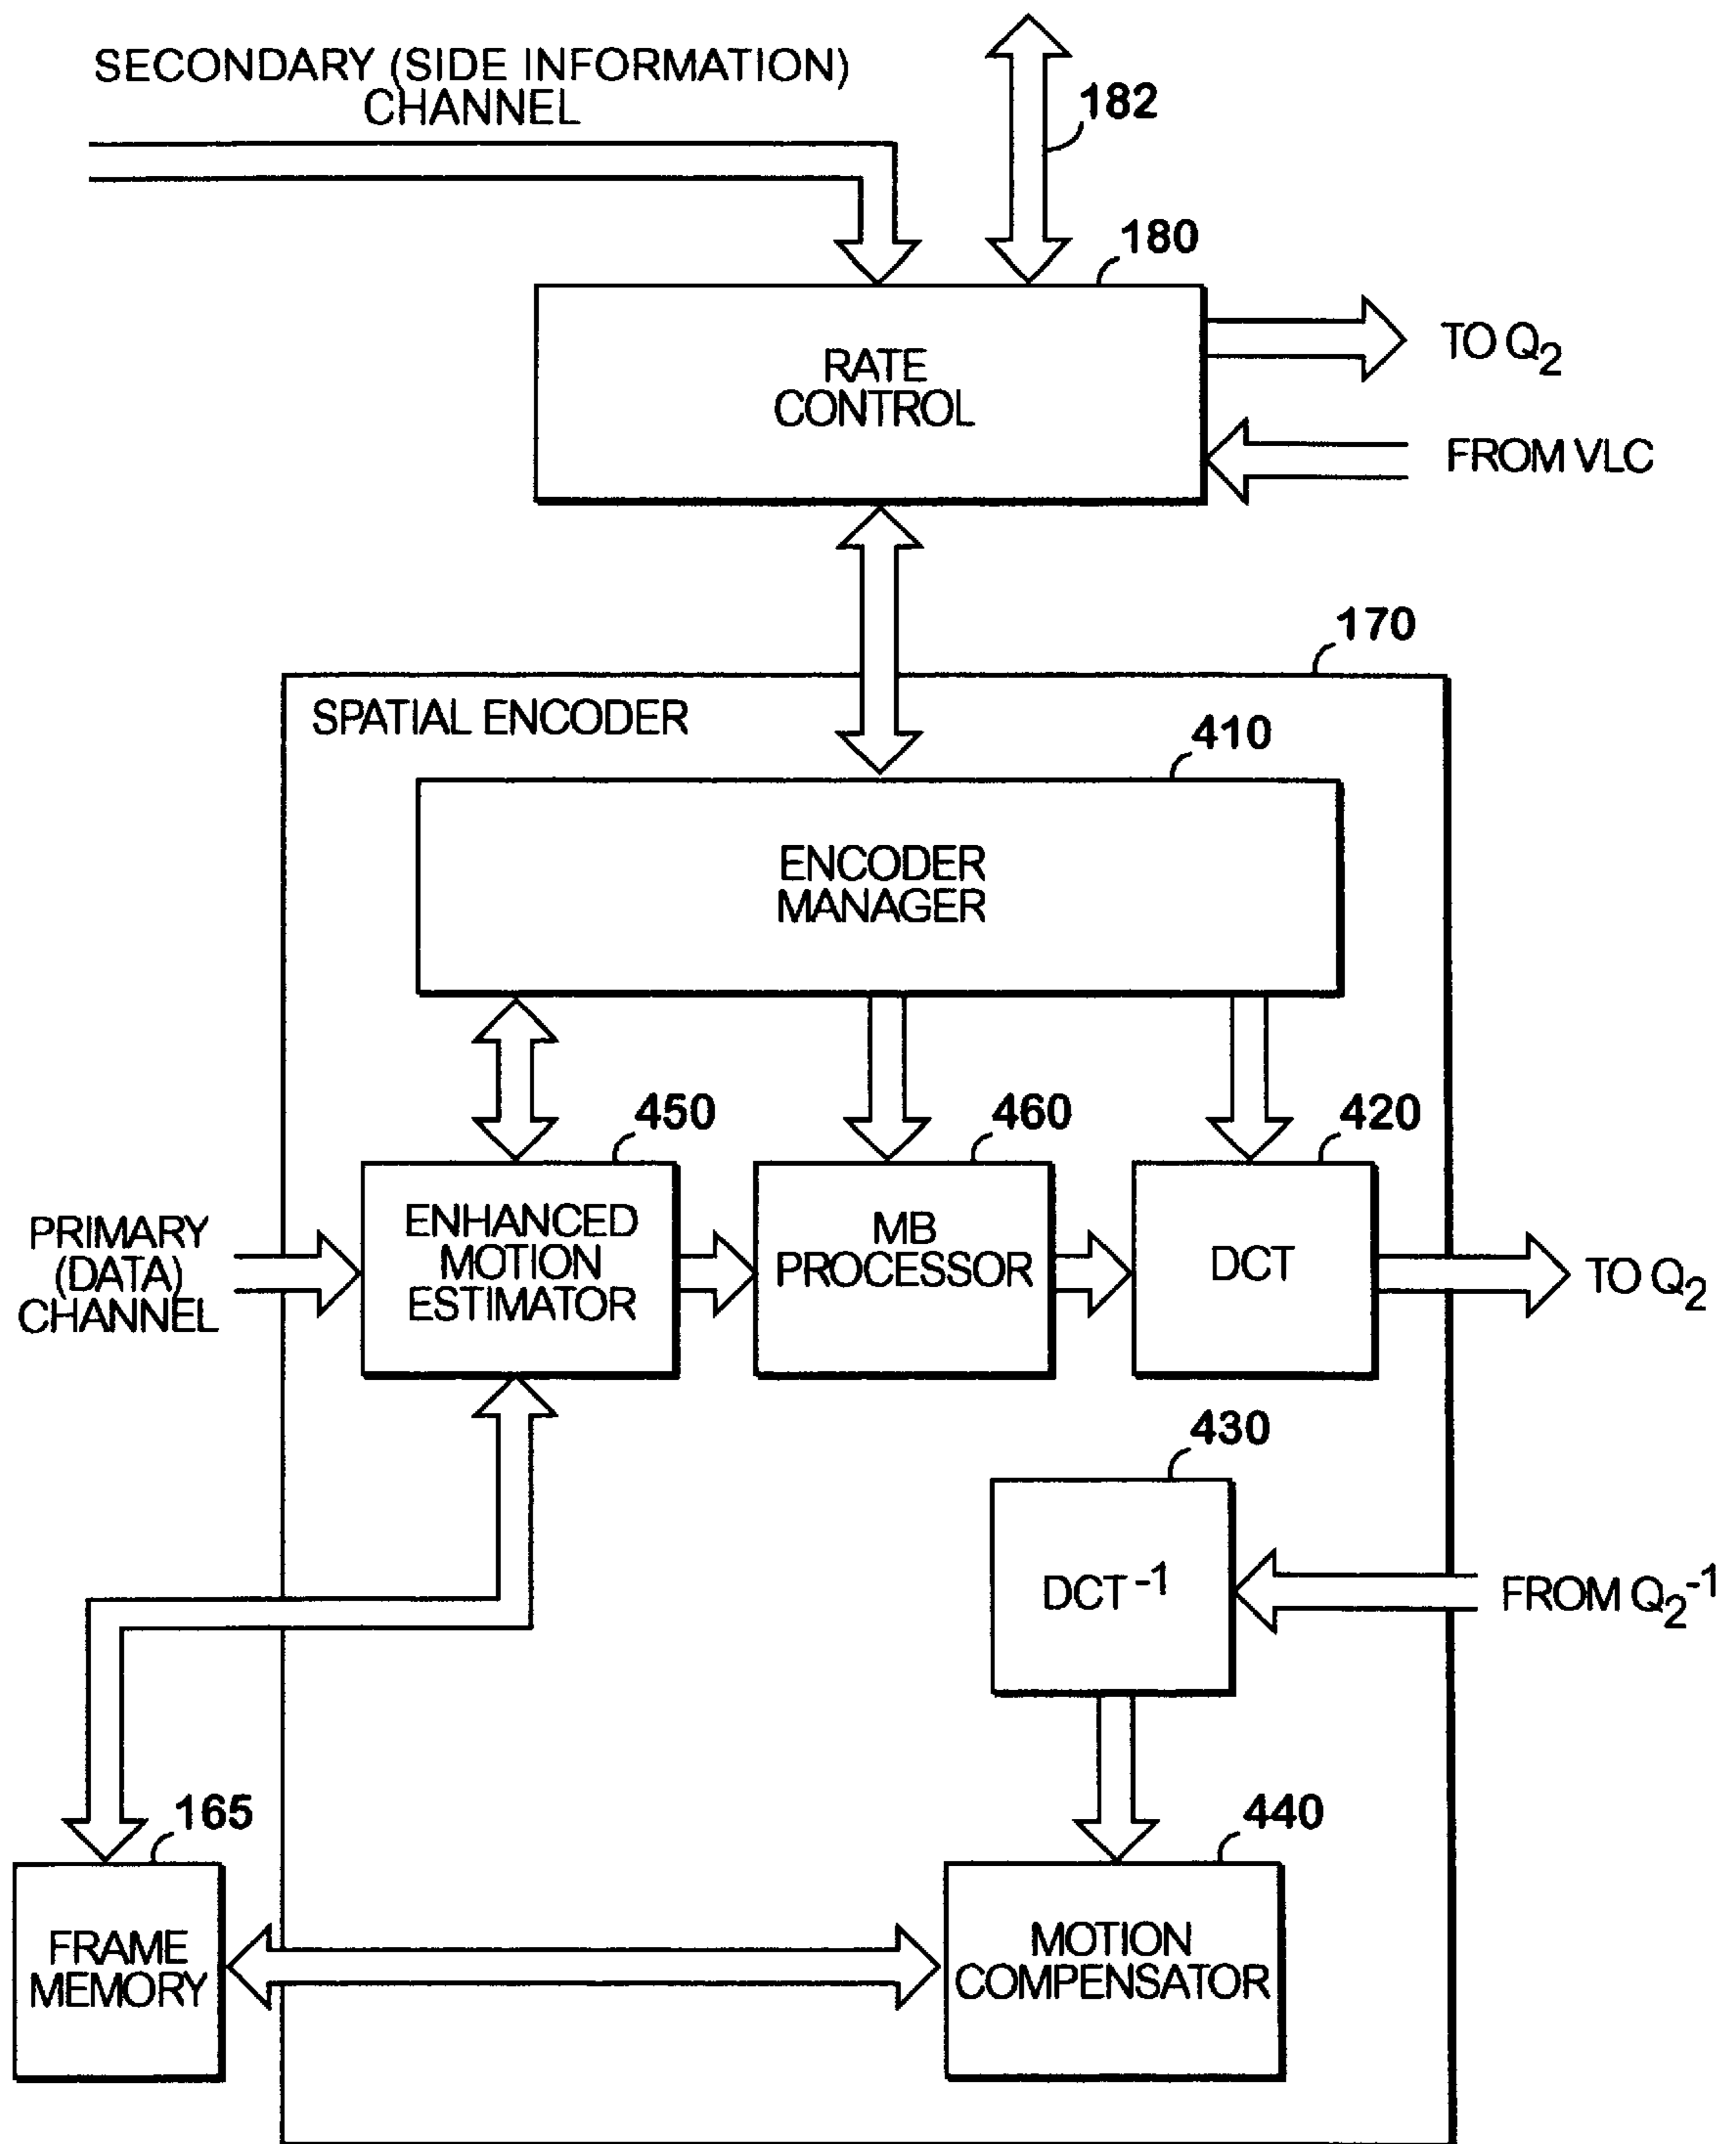 SECONDARY (SIDE INFORMATION)
CHANNEL
182
180
RATE
CONTROL
TO Q2
FROM VLC
170
SPATIAL ENCODER
410
ENCODER
MANAGER
450
460
420
PRIMARY
(DATA)
CHANNEL
ENHANCED
MOTION
ESTIMATOR
MB
PROCESSOR
DCT
TO Q2
430
DCT-1
FROM Q2-1
165
440
FRAME
MEMORY
MOTION
COMPENSATOR